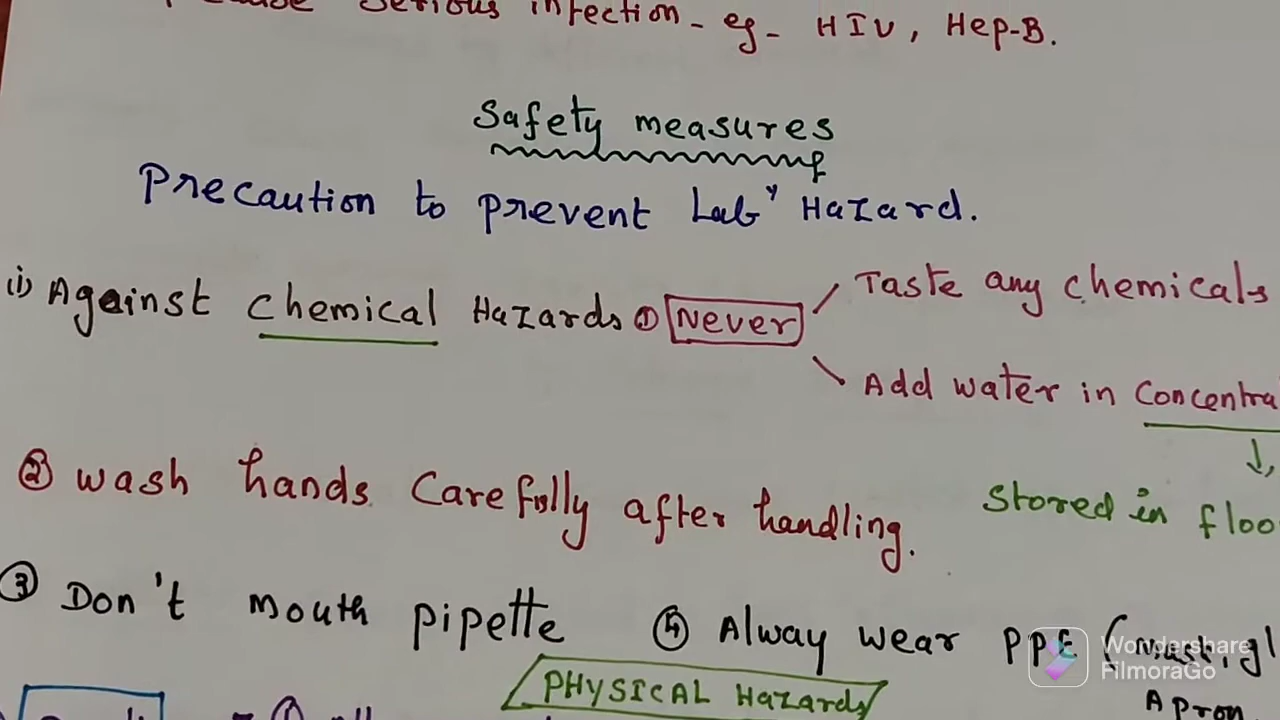 Cause serious infection - eg - HIV, Hep-B.
Safety measures
Precaution to prevent Lab^y Hazard.
(i) Against chemical Hazards ① Never
Taste any chemicals
Add water in Concentra
② wash hands carefully after handling.
Stored in floo
③ Don't mouth pipette ④ Alway wear PPE (
Apron
PHYSICAL Hazards
Wondershare
FilmoraGo